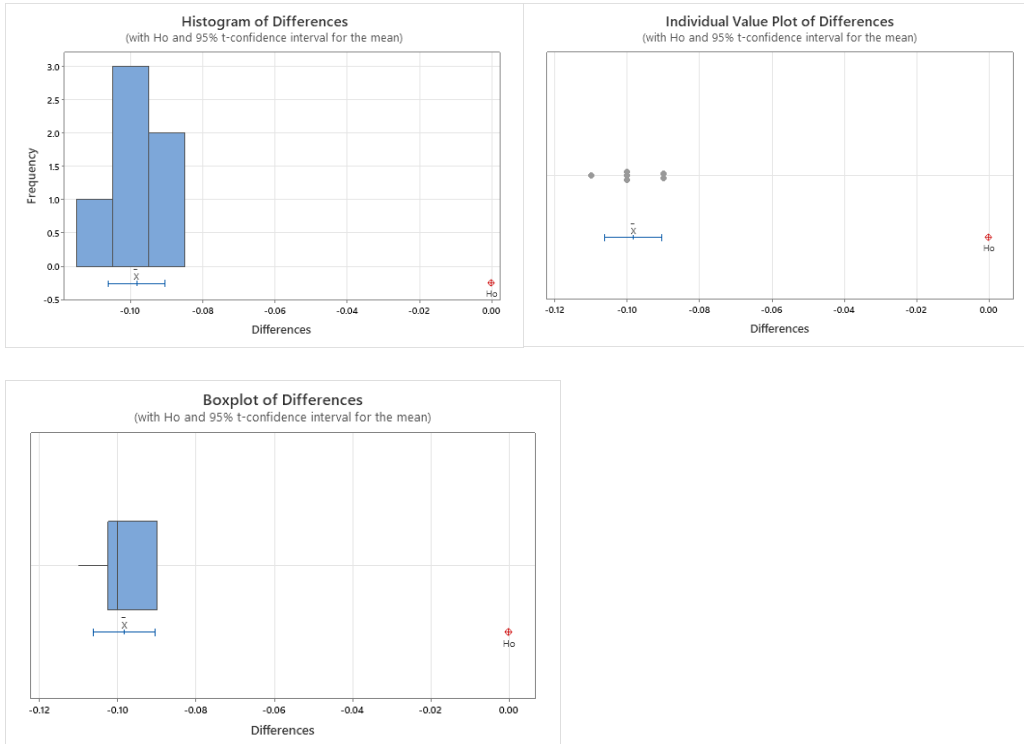 Histogram of Differences
(with Ho and 95% t-confidence interval for the mean)
3.0
2.5
2.0
1.5
1.0
0.5
0.0
-0.5
Frequency
X̄
Ho
-0.10 -0.08 -0.06 -0.04 -0.02 0.00
Differences
Individual Value Plot of Differences
(with Ho and 95% t-confidence interval for the mean)
X̄
Ho
-0.12 -0.10 -0.08 -0.06 -0.04 -0.02 0.00
Differences
Boxplot of Differences
(with Ho and 95% t-confidence interval for the mean)
X̄
Ho
-0.12 -0.10 -0.08 -0.06 -0.04 -0.02 0.00
Differences